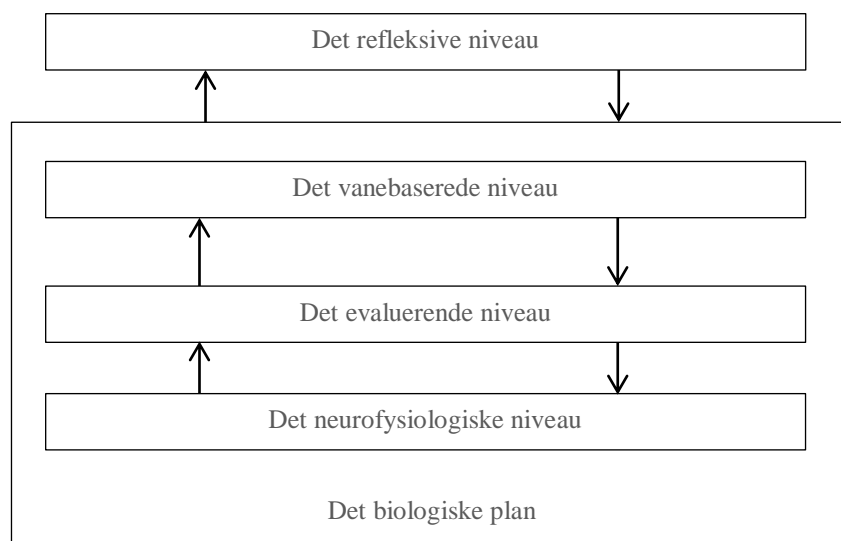 Det refleksive niveau
Det vanebaserede niveau
Det evaluerende niveau
Det neurofysiologiske niveau
Det biologiske plan